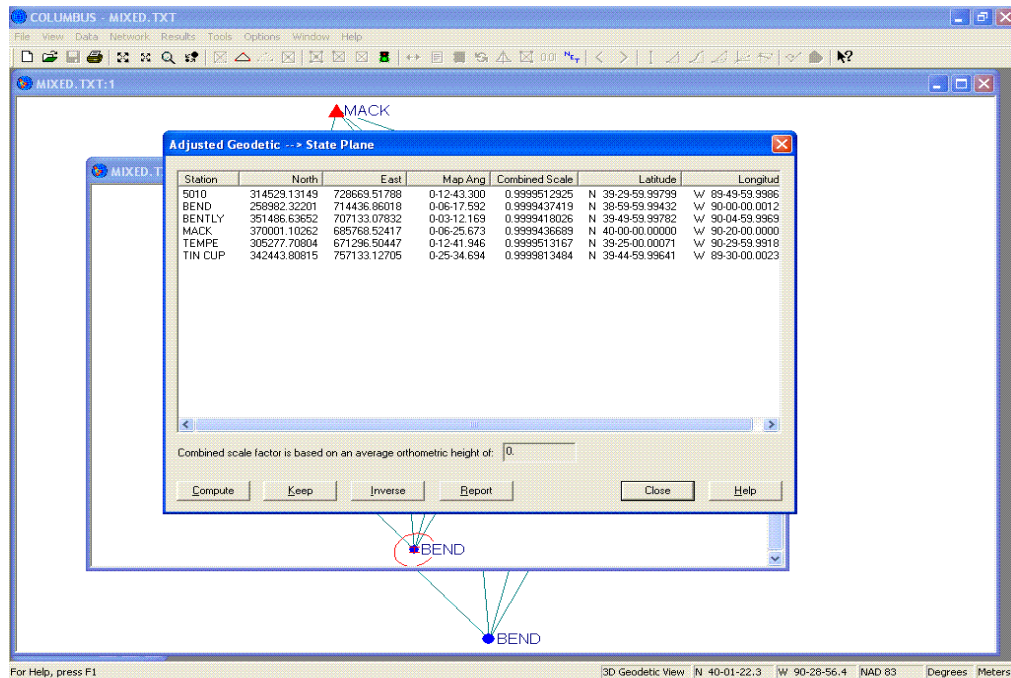 COLUMBUS - MIXED.TXT
File View Data Network Results Tools Options Window Help
MIXED.TXT:1
MACK
Adjusted Geodetic --> State Plane
MIXED.T
Station North East Map Ang Combined Scale Latitude Longitud
5010 314529.13149 728669.51788 0-12-43.300 0.9999512925 N 39-29-59.99799 W 89-49-59.9986
BEND 258982.32201 714436.86018 0-06-17.592 0.9999437419 N 38-59-59.99432 W 90-00-00.0012
BENTLY 351486.63652 707133.07832 0-03-12.169 0.9999418026 N 39-49-59.99782 W 90-04-59.9969
MACK 370001.10262 685768.52417 0-06-25.673 0.9999436689 N 40-00-00.00000 W 90-20-00.0000
TEMPE 305277.70804 671296.50447 0-12-41.946 0.9999513167 N 39-25-00.00071 W 90-29-59.9918
TIN CUP 342443.80815 757133.12705 0-25-34.694 0.9999813484 N 39-44-59.99641 W 89-30-00.0023
Combined scale factor is based on an average orthometric height of: 0.
Compute Keep Inverse Report Close Help
BEND
BEND
For Help, press F1 3D Geodetic View N 40-01-22.3 W 90-28-56.4 NAD 83 Degrees Meters